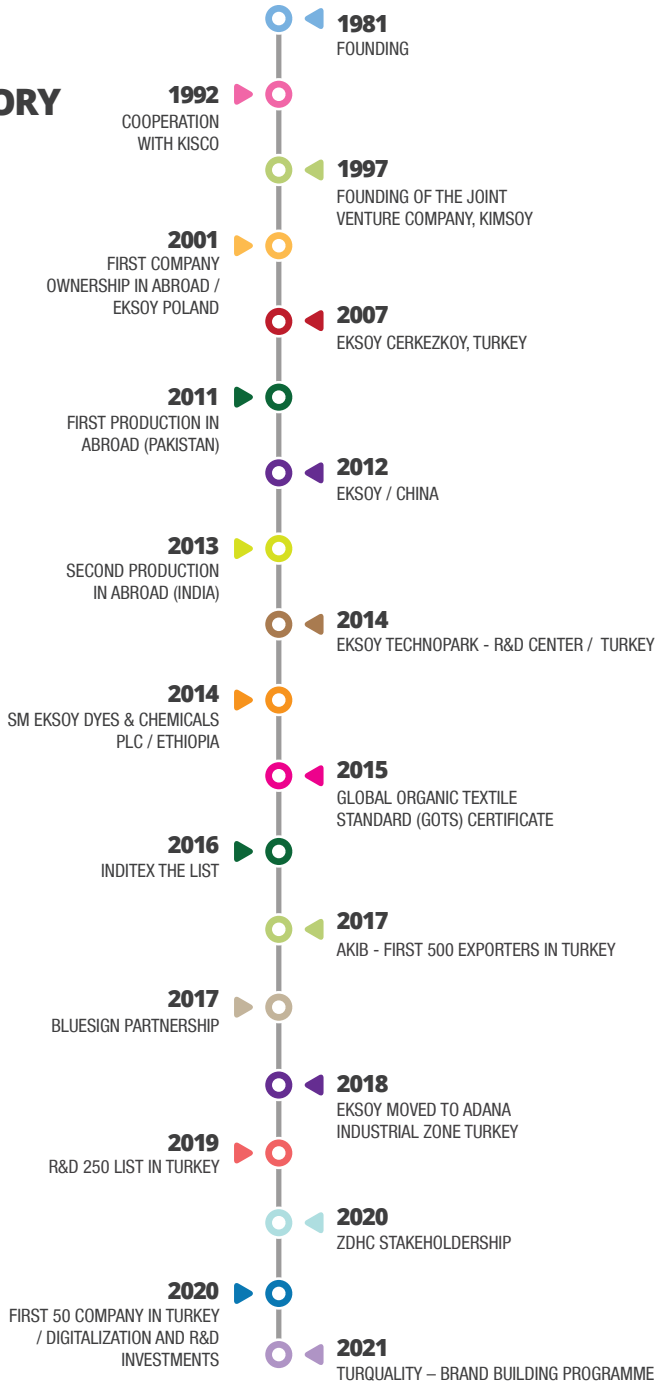 1981
FOUNDING
ORY
1992
COOPERATION
WITH KISCO
1997
FOUNDING OF THE JOINT
VENTURE COMPANY, KIMSOY
2001
FIRST COMPANY
OWNERSHIP IN ABROAD /
EKSOY POLAND
2007
EKSOY CERKEZKOY, TURKEY
2011
FIRST PRODUCTION IN
ABROAD (PAKISTAN)
2012
EKSOY / CHINA
2013
SECOND PRODUCTION
IN ABROAD (INDIA)
2014
EKSOY TECHNOPARK - R&D CENTER / TURKEY
2014
SM EKSOY DYES & CHEMICALS
PLC / ETHIOPIA
2015
GLOBAL ORGANIC TEXTILE
STANDARD (GOTS) CERTIFICATE
2016
INDITEX THE LIST
2017
AKIB - FIRST 500 EXPORTERS IN TURKEY
2017
BLUESIGN PARTNERSHIP
2018
EKSOY MOVED TO ADANA
INDUSTRIAL ZONE TURKEY
2019
R&D 250 LIST IN TURKEY
2020
ZDHC STAKEHOLDERSHIP
2020
FIRST 50 COMPANY IN TURKEY
/ DIGITALIZATION AND R&D
INVESTMENTS
2021
TURQUALITY – BRAND BUILDING PROGRAMME